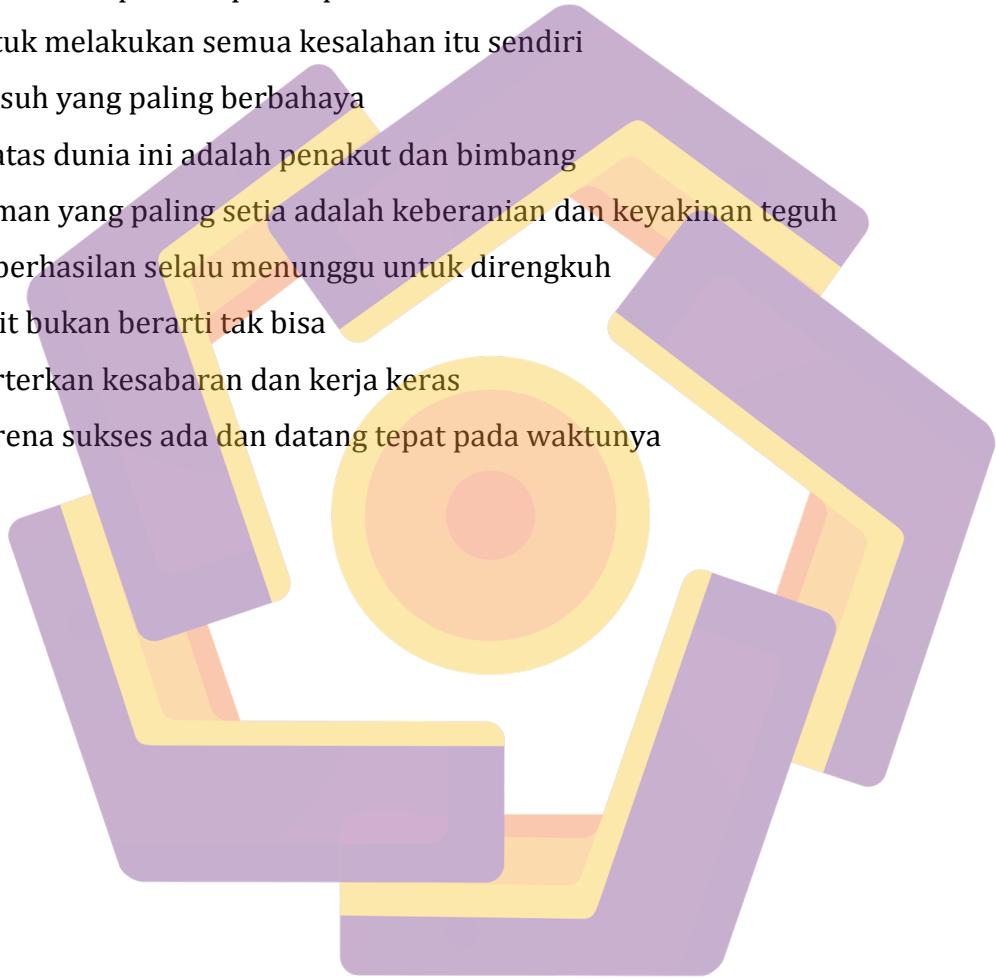 tuk melakukan semua kesalahan itu sendiri
suh yang paling berbahaya
atas dunia ini adalah penakut dan bimbang
man yang paling setia adalah keberanian dan keyakinan teguh
berhasilan selalu menunggu untuk direngkuh
it bukan berarti tak bisa
rterkan kesabaran dan kerja keras
rena sukses ada dan datang tepat pada waktunya